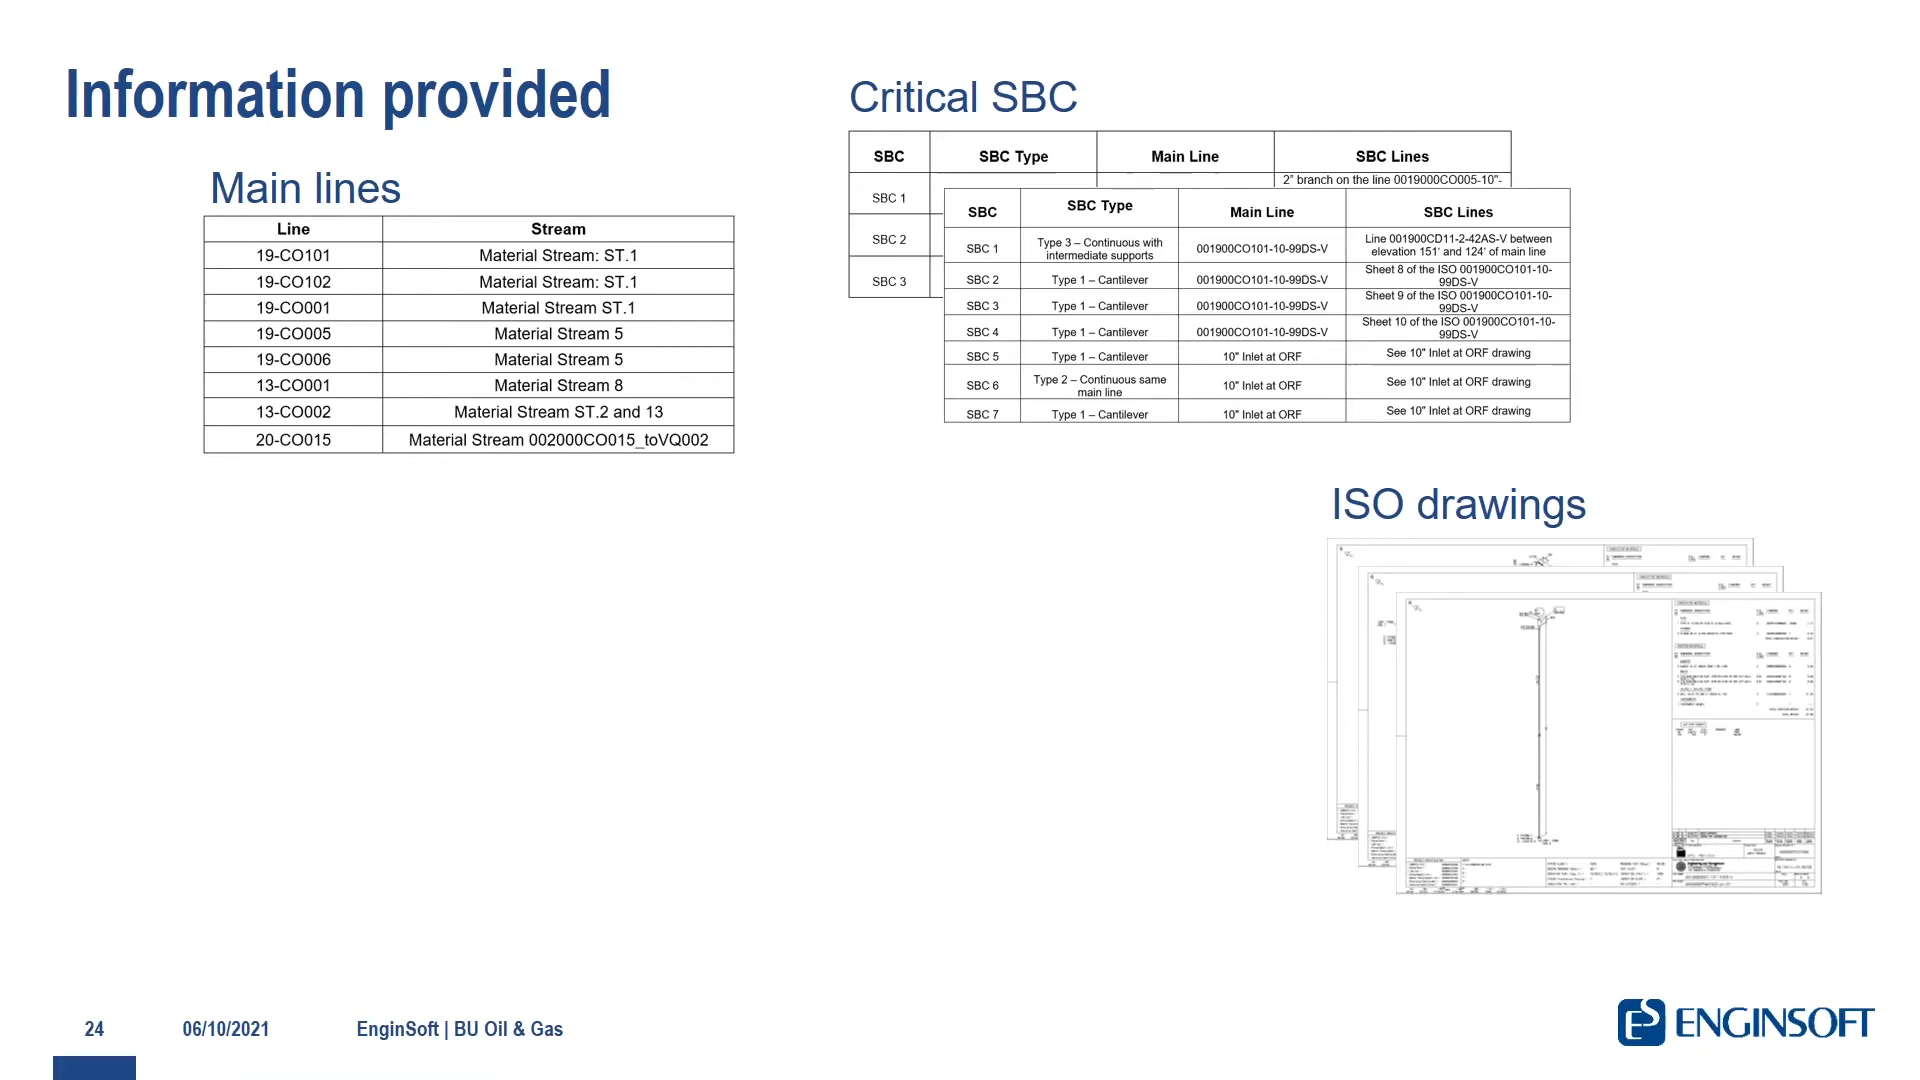 Information provided
Main lines
Line Stream
19-CO101 Material Stream: ST.1
19-CO102 Material Stream: ST.1
19-CO001 Material Stream ST.1
19-CO005 Material Stream 5
19-CO006 Material Stream 5
13-CO001 Material Stream 8
13-CO002 Material Stream ST.2 and 13
20-CO015 Material Stream 002000CO015_toVQ002
Critical SBC
SBC SBC Type Main Line SBC Lines
SBC 1 2” branch on the line 0019000CO005-10"-
SBC 2
SBC 3
SBC SBC Type Main Line SBC Lines
SBC 1 Type 3 – Continuous with intermediate supports 001900CO101-10-99DS-V Line 001900CD11-2-42AS-V between elevation 151' and 124' of main line
SBC 2 Type 1 – Cantilever 001900CO101-10-99DS-V Sheet 8 of the ISO 001900CO101-10-99DS-V
SBC 3 Type 1 – Cantilever 001900CO101-10-99DS-V Sheet 9 of the ISO 001900CO101-10-99DS-V
SBC 4 Type 1 – Cantilever 001900CO101-10-99DS-V Sheet 10 of the ISO 001900CO101-10-99DS-V
SBC 5 Type 1 – Cantilever 10" Inlet at ORF See 10" Inlet at ORF drawing
SBC 6 Type 2 – Continuous same main line 10" Inlet at ORF See 10" Inlet at ORF drawing
SBC 7 Type 1 – Cantilever 10" Inlet at ORF See 10" Inlet at ORF drawing
ISO drawings
24 06/10/2021 EnginSoft | BU Oil & Gas
ENGINSOFT